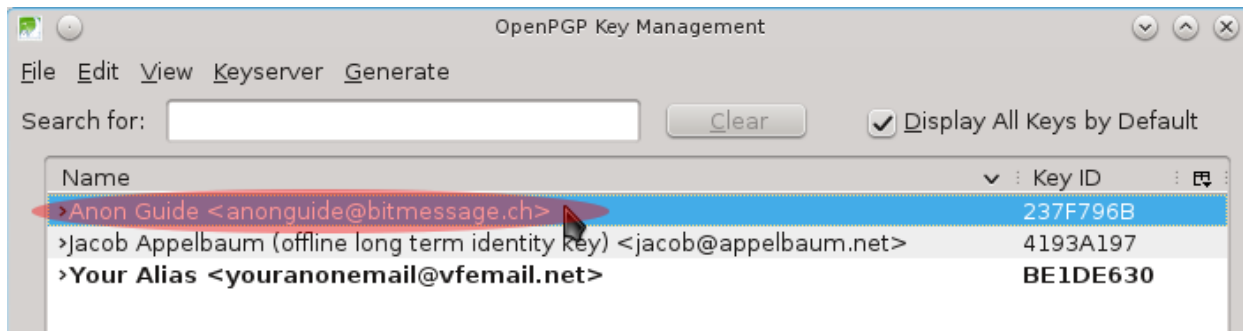 OpenPGP Key Management
File Edit View Keyserver Generate
Search for: Clear Display All Keys by Default
Name Key ID
Anon Guide <anonguide@bitmessage.ch> 237F796B
Jacob Appelbaum (offline long term identity key) <jacob@appelbaum.net> 4193A197
Your Alias <youranonemail@vfemail.net> BE1DE630